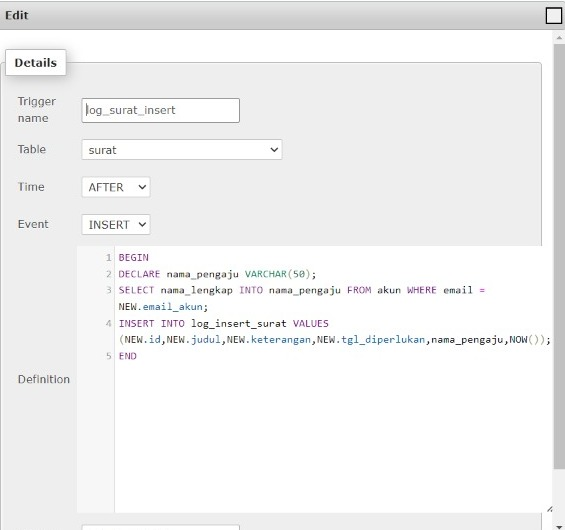 Edit
Details
Trigger
name
log_surat_insert
Table
surat
Time
AFTER
Event
INSERT
Definition
1 BEGIN
2 DECLARE nama_pengaju VARCHAR(50);
3 SELECT nama_lengkap INTO nama_pengaju FROM akun WHERE email =
NEW.email_akun;
4 INSERT INTO log_insert_surat VALUES
(NEW.id,NEW.judul,NEW.keterangan,NEW.tgl_diperlukan,nama_pengaju,NOW());
5 END